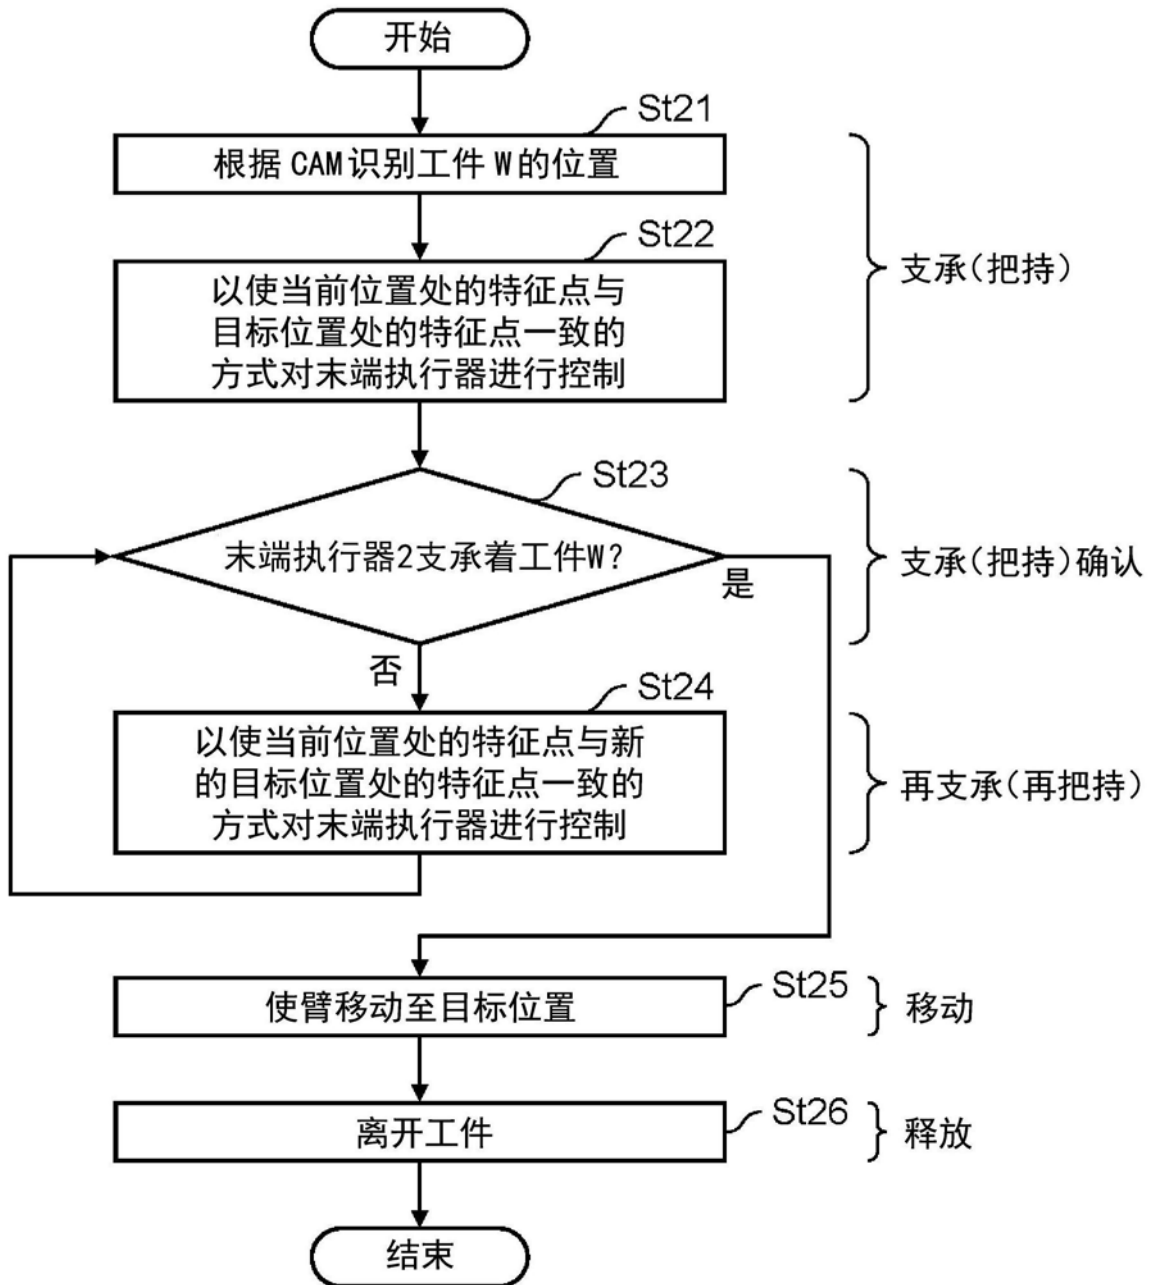 开始
St21
根据 CAM识别工件 W的位置
St22
以使当前位置处的特征点与
目标位置处的特征点一致的
方式对末端执行器进行控制
支承(把持)
St23
末端执行器2支承着工件W?
是
否
支承(把持)确认
St24
以使当前位置处的特征点与新
的目标位置处的特征点一致的
方式对末端执行器进行控制
再支承(再把持)
St25
使臂移动至目标位置
移动
St26
离开工件
释放
结束